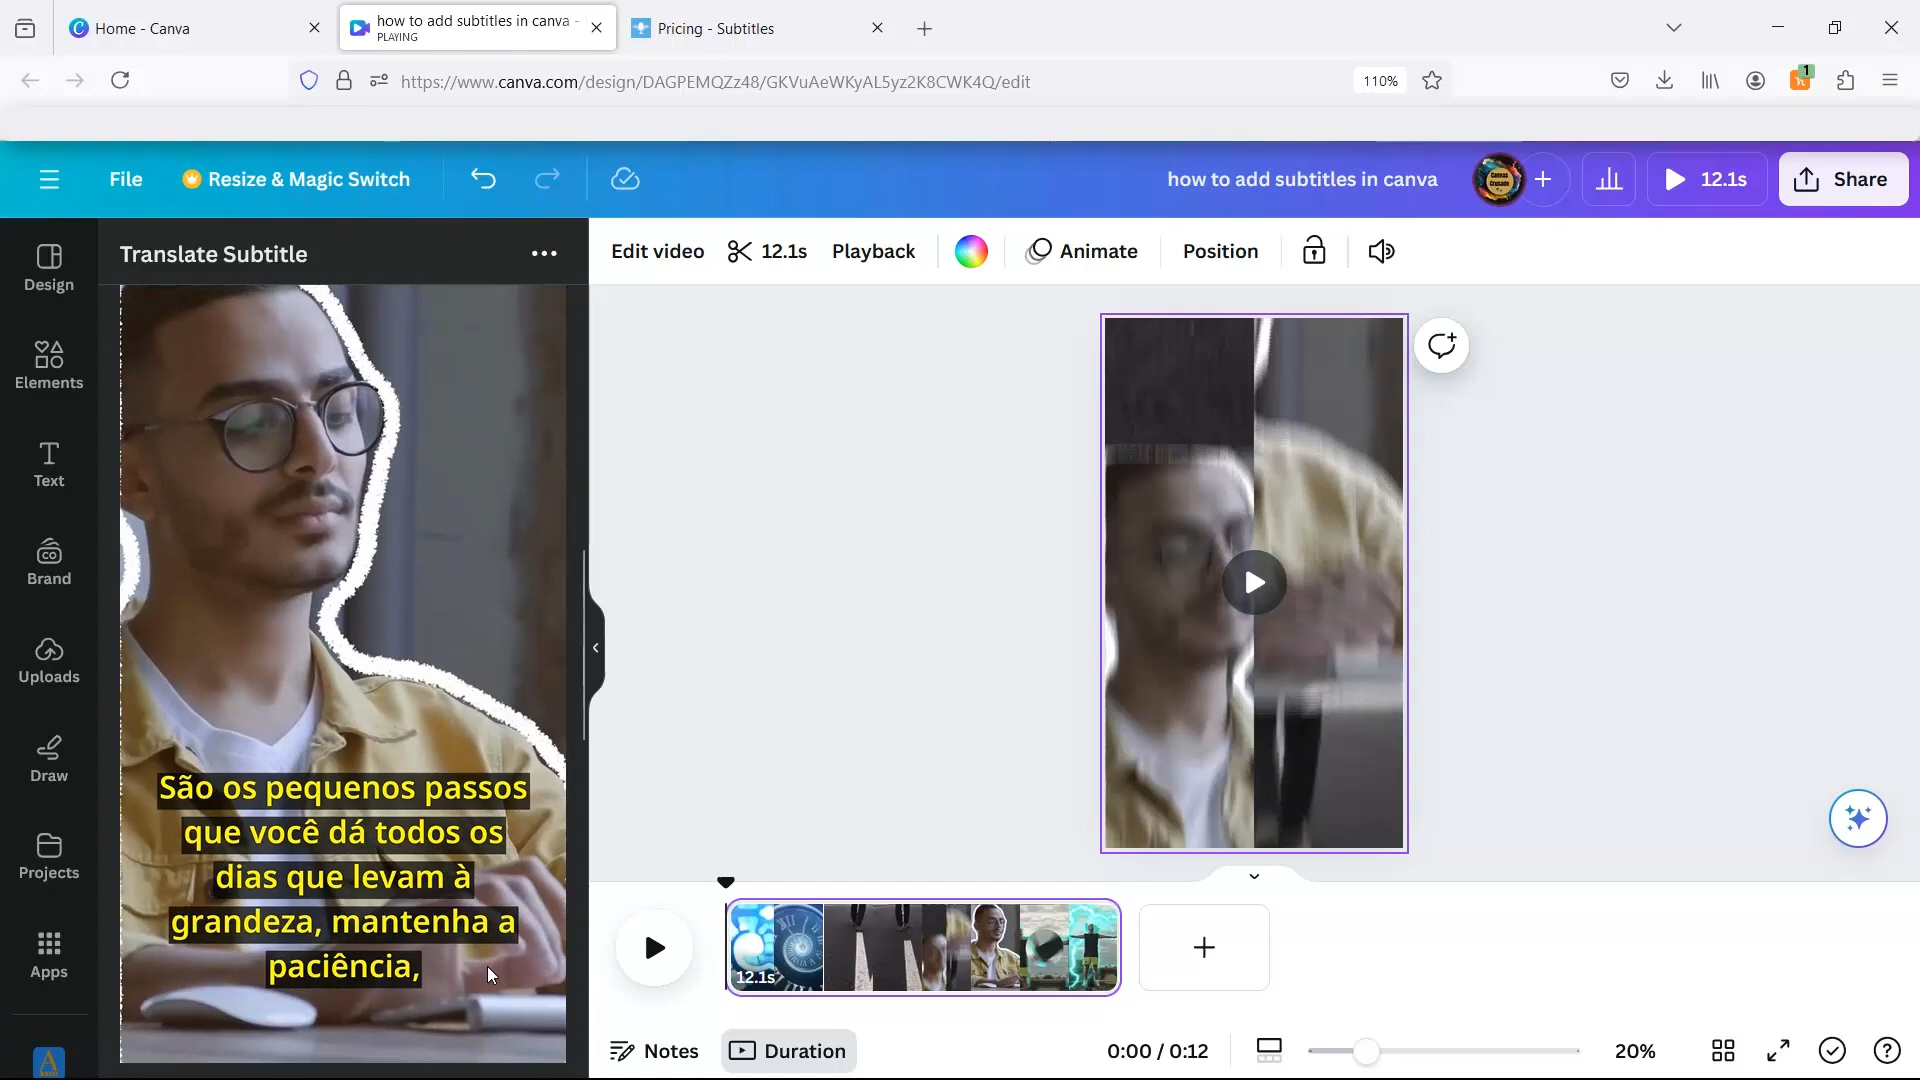 Home - Canva
how to add subtitles in canva -
PLAYING
Pricing - Subtitles
https://www.canva.com/design/DAGPEMQZz48/GKVuAeWKyAL5yz2K8CWK4Q/edit
110%
1
File
Resize & Magic Switch
how to add subtitles in canva
12.1s
Share
Design
Elements
Text
Brand
Uploads
Draw
Projects
Apps
Translate Subtitle
Edit video
12.1s
Playback
Animate
Position
São os pequenos passos
que você dá todos os
dias que levam à
grandeza, mantenha a
paciência,
12.1s
Notes
Duration
0:00 / 0:12
20%